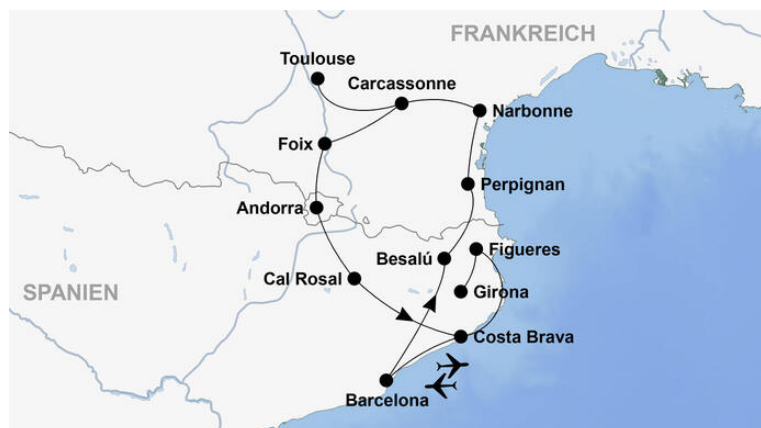 FRANKREICH
Toulouse
Carcassonne
Narbonne
Foix
Perpignan
Andorra
Besalú
Figueres
Cal Rosal
Girona
SPANIEN
Costa Brava
Barcelona